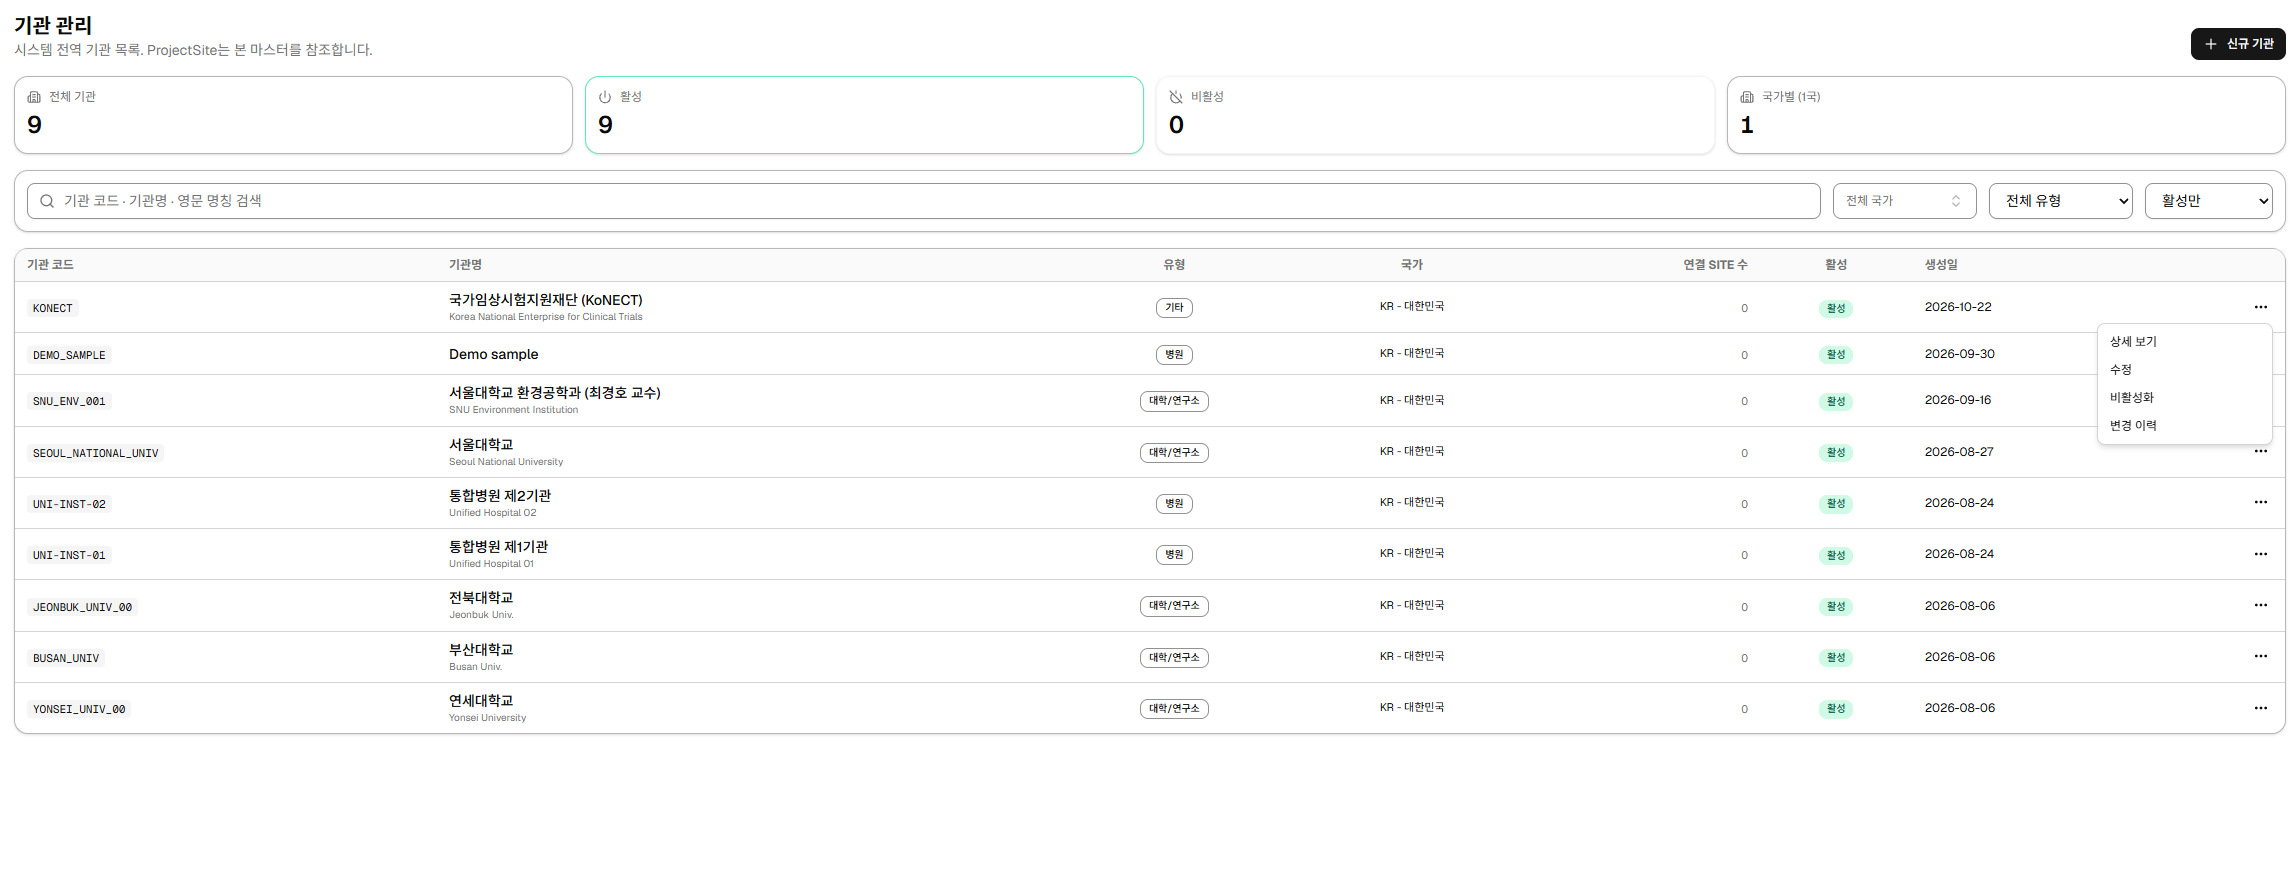 기관 관리
시스템 전역 기관 목록. ProjectSite는 본 마스터를 참조합니다.
신규 기관
전체 기관
9
활성
9
비활성
0
국가별 (1국)
1
기관 코드 · 기관명 · 영문 명칭 검색
전체 국가
전체 유형
활성만
기관 코드 기관명 유형 국가 연결 SITE 수 활성 생성일
KONECT 국가임상시험지원재단 (KoNECT) 기타 KR - 대한민국 0 활성 2026-10-22
Korea National Enterprise for Clinical Trials
상세 보기
수정
비활성화
변경 이력
DEMO_SAMPLE Demo sample 병원 KR - 대한민국 0 활성 2026-09-30
SNU_ENV_001 서울대학교 환경공학과 (최경호 교수) 대학/연구소 KR - 대한민국 0 활성 2026-09-16
SNU Environment Institution
SEOUL_NATIONAL_UNIV 서울대학교 대학/연구소 KR - 대한민국 0 활성 2026-08-27
Seoul National University
UNI-INST-02 통합병원 제2기관 병원 KR - 대한민국 0 활성 2026-08-24
Unified Hospital 02
UNI-INST-01 통합병원 제1기관 병원 KR - 대한민국 0 활성 2026-08-24
Unified Hospital 01
JEONBUK_UNIV_00 전북대학교 대학/연구소 KR - 대한민국 0 활성 2026-08-06
Jeonbuk Univ.
BUSAN_UNIV 부산대학교 대학/연구소 KR - 대한민국 0 활성 2026-08-06
Busan Univ.
YONSEI_UNIV_00 연세대학교 대학/연구소 KR - 대한민국 0 활성 2026-08-06
Yonsei University